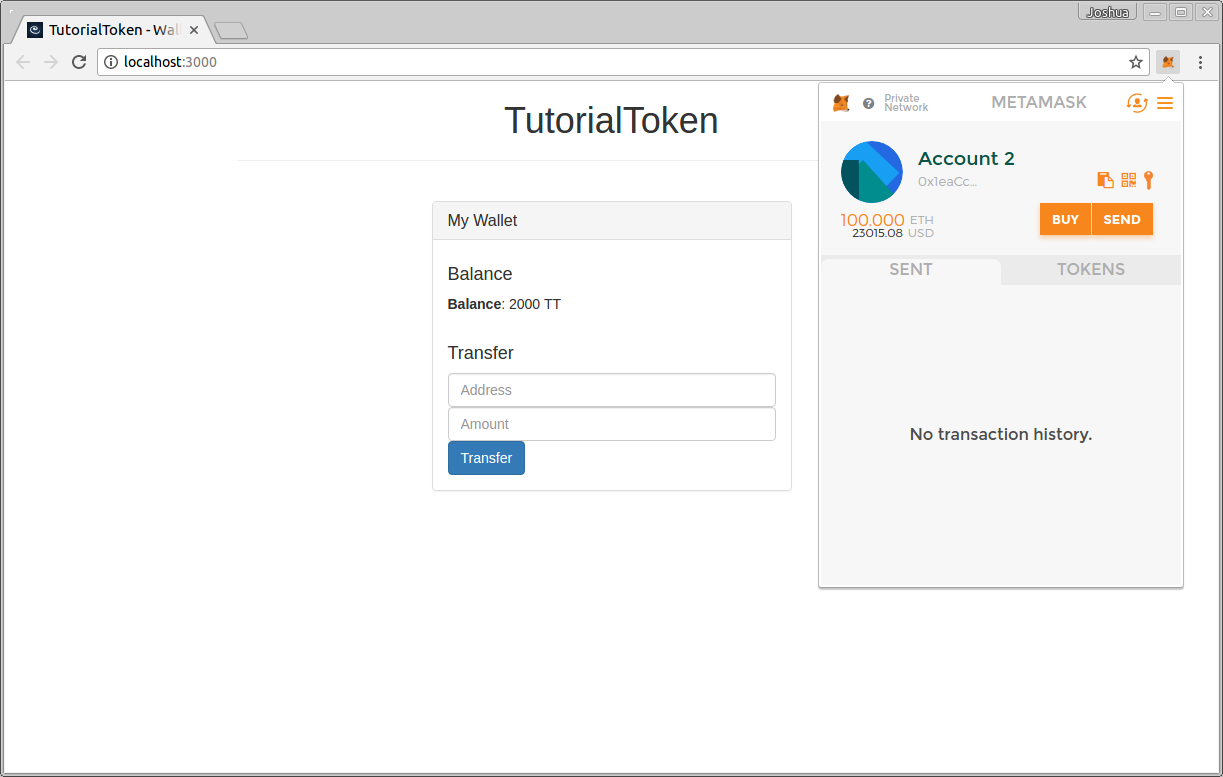 Joshua
TutorialToken - Wal
localhost:3000
TutorialToken
My Wallet
Balance
Balance: 2000 TT
Transfer
Address
Amount
Transfer
?
Private
Network
METAMASK
Account 2
0x1eaCc...
100.000 ETH
23015.08 USD
BUY
SEND
SENT
TOKENS
No transaction history.